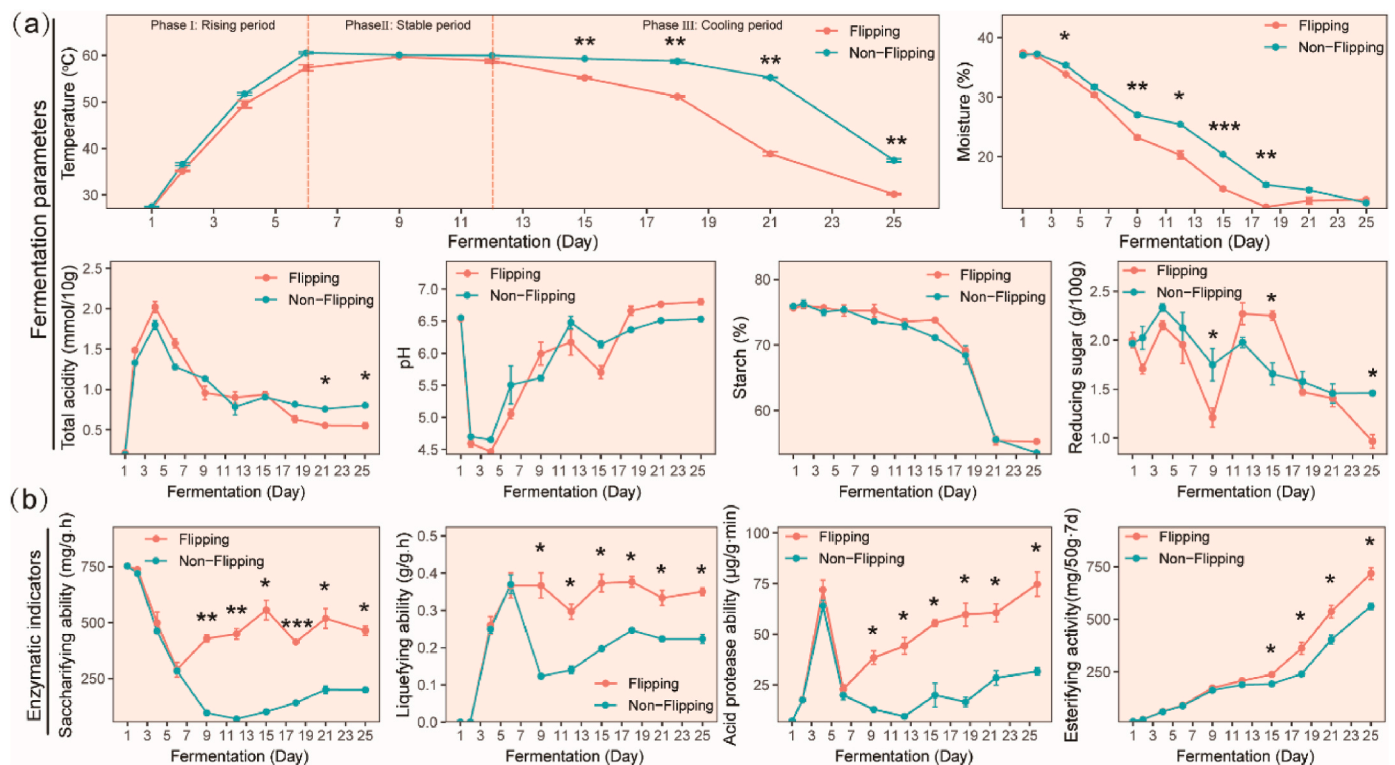 (a)
Fermentation parameters
Phase I: Rising period
PhaseII: Stable period
Phase III: Cooling period
Flipping
Non-Flipping
** ** ** **
Temperature (℃)
60
50
40
30
1 3 5 7 9 11 13 15 17 19 21 23 25
Fermentation (Day)
Flipping
Non-Flipping
* ** * *** **
Moisture (%)
40
30
20
1 3 5 7 9 11 13 15 17 19 21 23 25
Fermentation (Day)
Flipping
Non-Flipping
* *
Total acidity (mmol/10g)
2.5
2.0
1.5
1.0
0.5
1 3 5 7 9 11 13 15 17 19 21 23 25
Fermentation (Day)
Flipping
Non-Flipping
pH
7.0
6.5
6.0
5.5
5.0
4.5
1 3 5 7 9 11 13 15 17 19 21 23 25
Fermentation (Day)
Flipping
Non-Flipping
Starch (%)
80
70
60
1 3 5 7 9 11 13 15 17 19 21 23 25
Fermentation (Day)
Flipping
Non-Flipping
* * *
Reducing sugar (g/100g)
2.5
2.0
1.5
1.0
1 3 5 7 9 11 13 15 17 19 21 23 25
Fermentation (Day)
(b)
Enzymatic indicators
Flipping
Non-Flipping
** ** * *** * *
Saccharifying ability (mg/g.h)
750
500
250
1 3 5 7 9 11 13 15 17 19 21 23 25
Fermentation (Day)
* * * * * *
Flipping
Non-Flipping
Liquefying ability (g/g.h)
0.5
0.4
0.3
0.2
0.1
0.0
1 3 5 7 9 11 13 15 17 19 21 23 25
Fermentation (Day)
Flipping
Non-Flipping
* * * * * *
Acid protease ability (μg/g·min)
100
75
50
25
1 3 5 7 9 11 13 15 17 19 21 23 25
Fermentation (Day)
Flipping
Non-Flipping
* * * *
Esterifying activity(mg/50g·7d)
750
500
250
1 3 5 7 9 11 13 15 17 19 21 23 25
Fermentation (Day)